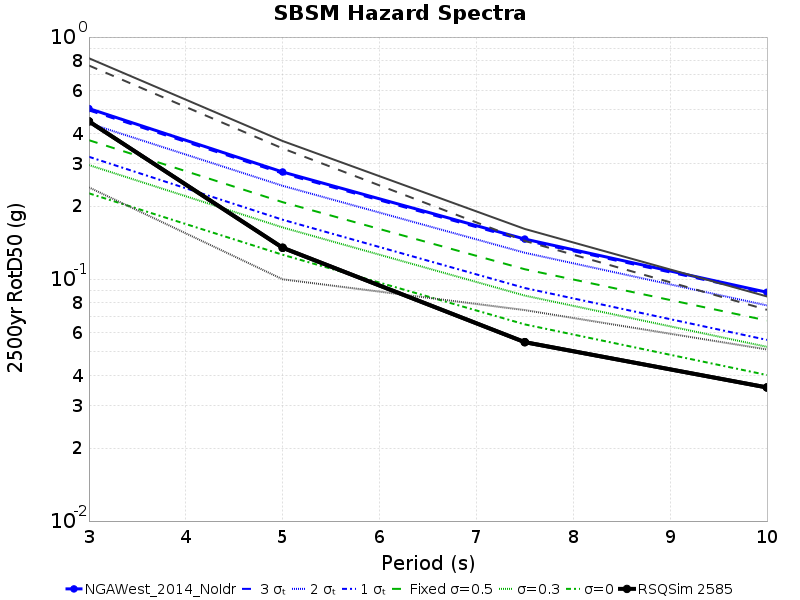 SBSM Hazard Spectra
10^0
8
6
4
3
2
10^-1
8
6
4
3
2
10^-2
2500yr RotD50 (g)
3 4 5 6 7 8 9 10
Period (s)
NGAWest_2014_NoIdr 3 σₜ 2 σₜ 1 σₜ Fixed σ=0.5 σ=0.3 σ=0 RSQSim 2585